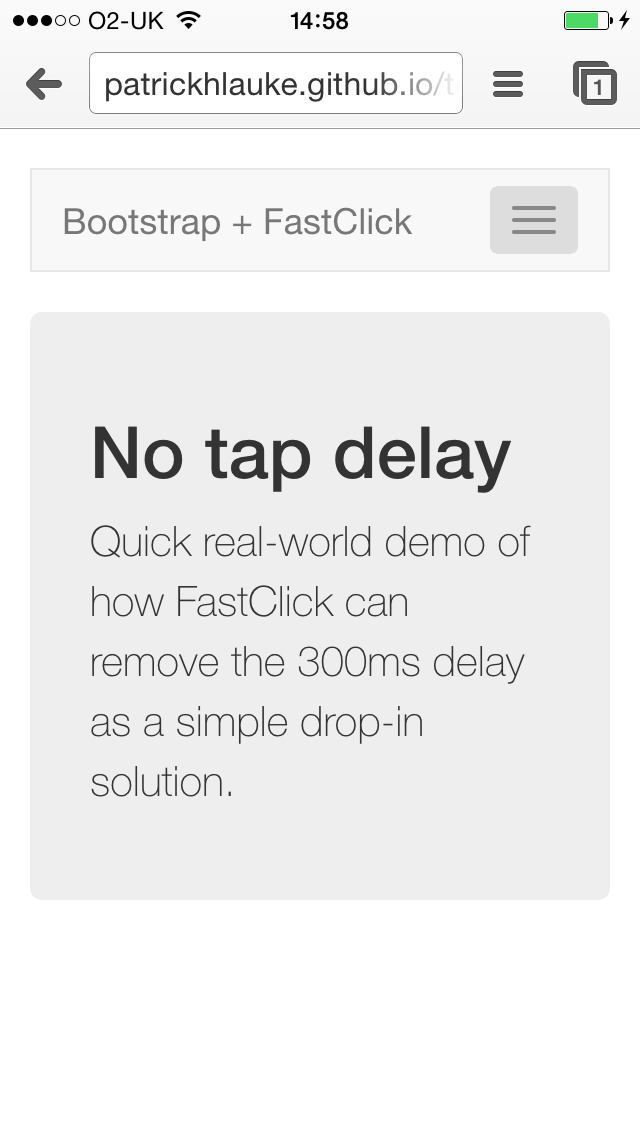 O2-UK 14:58
patrickhlauke.github.io/t
1
Bootstrap + FastClick
No tap delay
Quick real-world demo of
how FastClick can
remove the 300ms delay
as a simple drop-in
solution.